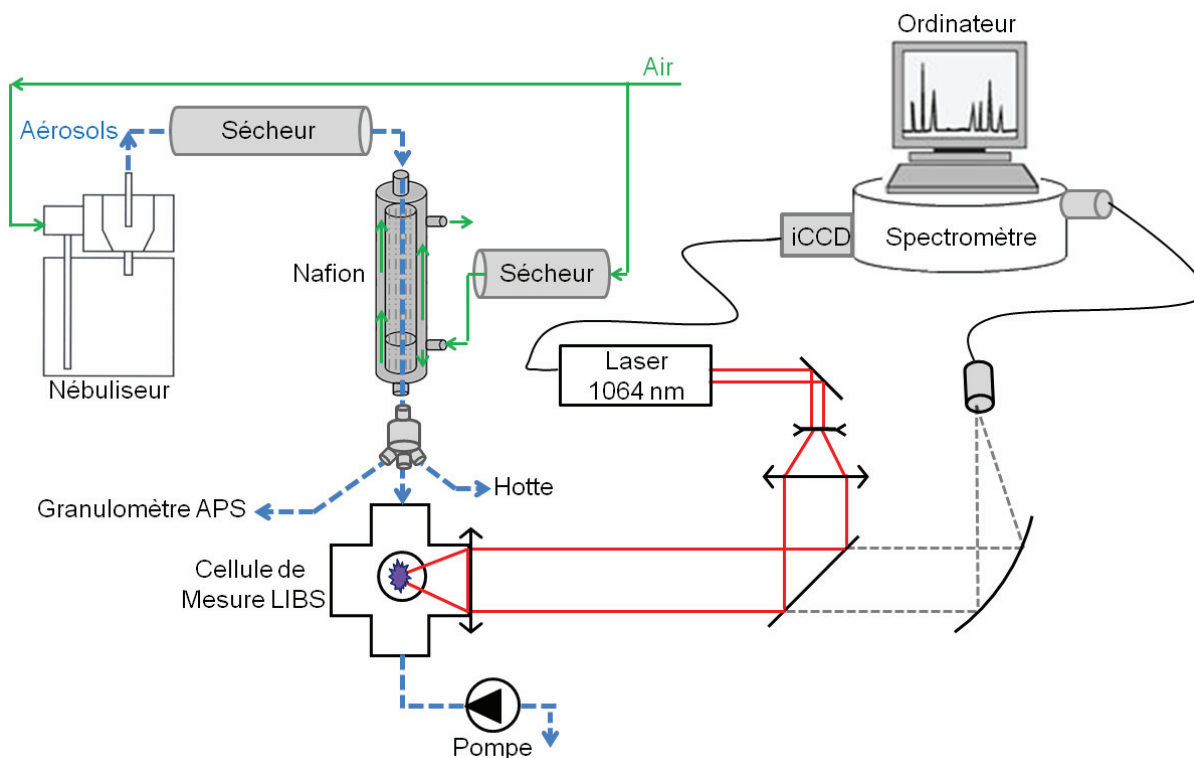 Ordinateur
Air
Aérosols
Sécheur
iCCD
Spectromètre
Nafion
Sécheur
Nébuliseur
Laser
1064 nm
Hotte
Granulomètre APS
Cellule de
Mesure LIBS
Pompe